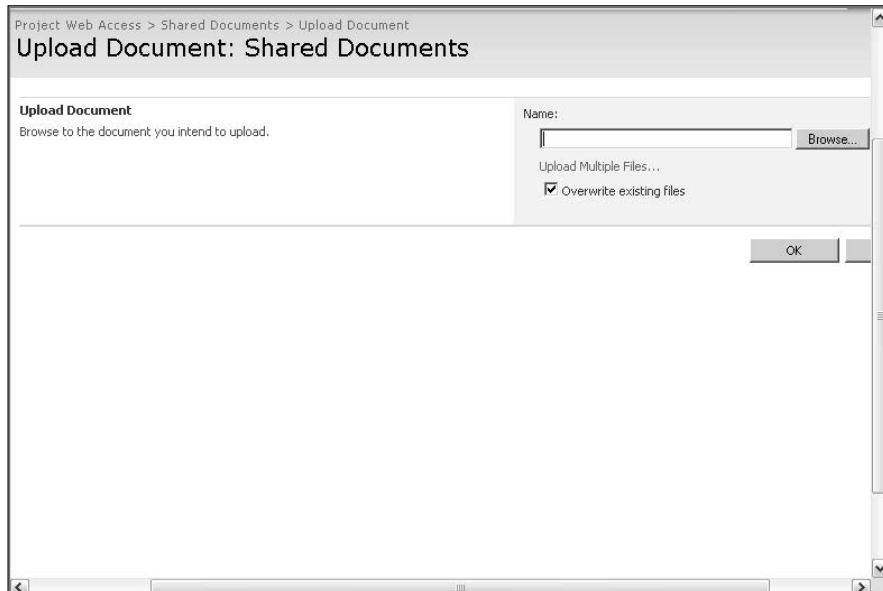 Project Web Access > Shared Documents > Upload Document
Upload Document: Shared Documents
Upload Document
Browse to the document you intend to upload.
Name:
Browse...
Upload Multiple Files...
Overwrite existing files
OK